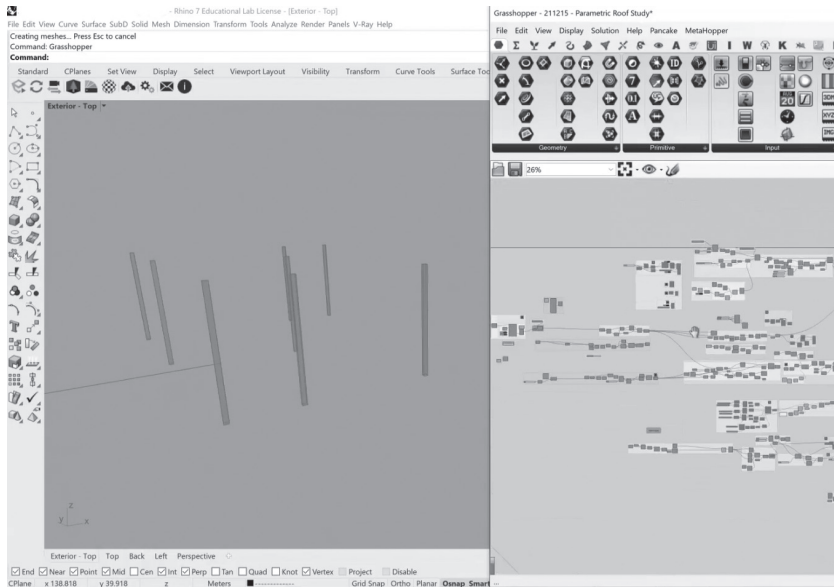 - Rhino 7 Educational Lab License - [Exterior - Top]
File Edit View Curve Surface SubD Solid Mesh Dimension Transform Tools Analyze Render Panels V-Ray Help
Creating meshes... Press Esc to cancel
Command: Grasshopper
Command:
Standard CPlanes Set View Display Select Viewport Layout Visibility Transform Curve Tools Surface Too
Exterior - Top
z
y x
Exterior - Top Top Back Left Perspective
End Near Point Mid Cen Int Perp Tan Quad Knot Vertex Project Disable
CPlane x 138.818 y 39.918 z Meters Grid Snap Ortho Planar Osnap Smart
Grasshopper - 211215 - Parametric Roof Study*
File Edit View Display Solution Help Pancake MetaHopper
A I W K
ID
7
A
20
Geometry Primitive Input
26%